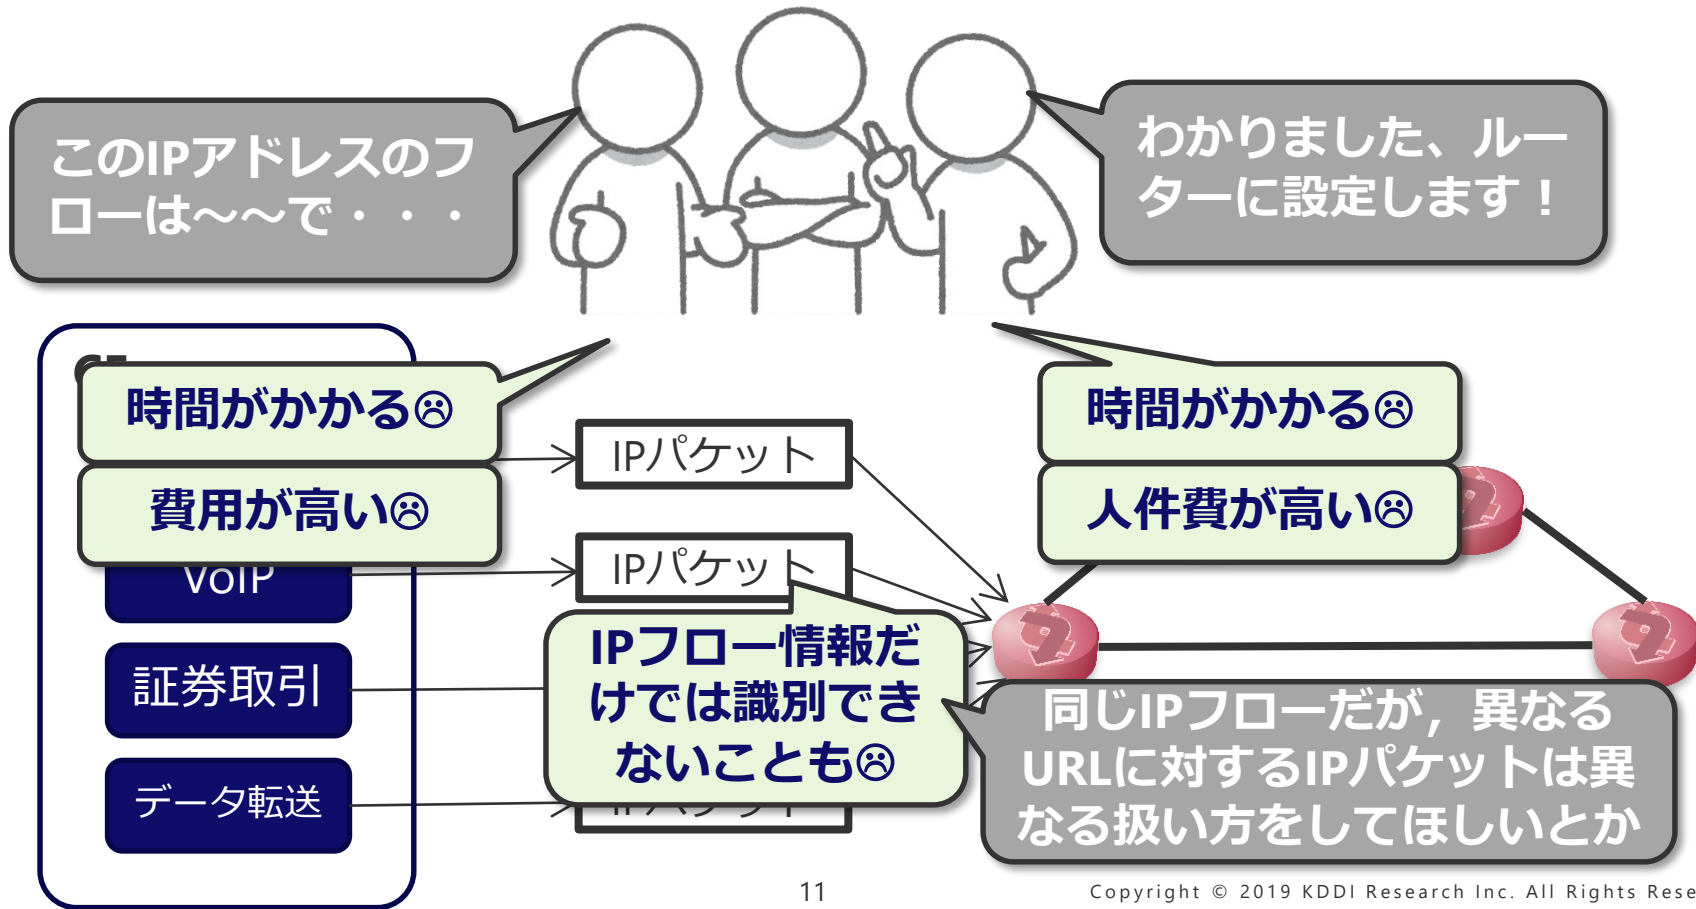 このIPアドレスのフ
ローは～～で・・・
わかりました、ルー
ターに設定します！
時間がかかる☹
費用が高い☹
時間がかかる☹
人件費が高い☹
IPパケット
IPパケット
VoIP
証券取引
データ転送
IPフロー情報だ
けでは識別でき
ないことも☹
同じIPフローだが，異なる
URLに対するIPパケットは異
なる扱い方をしてほしいとか
11
Copyright © 2019 KDDI Research Inc. All Rights Rese